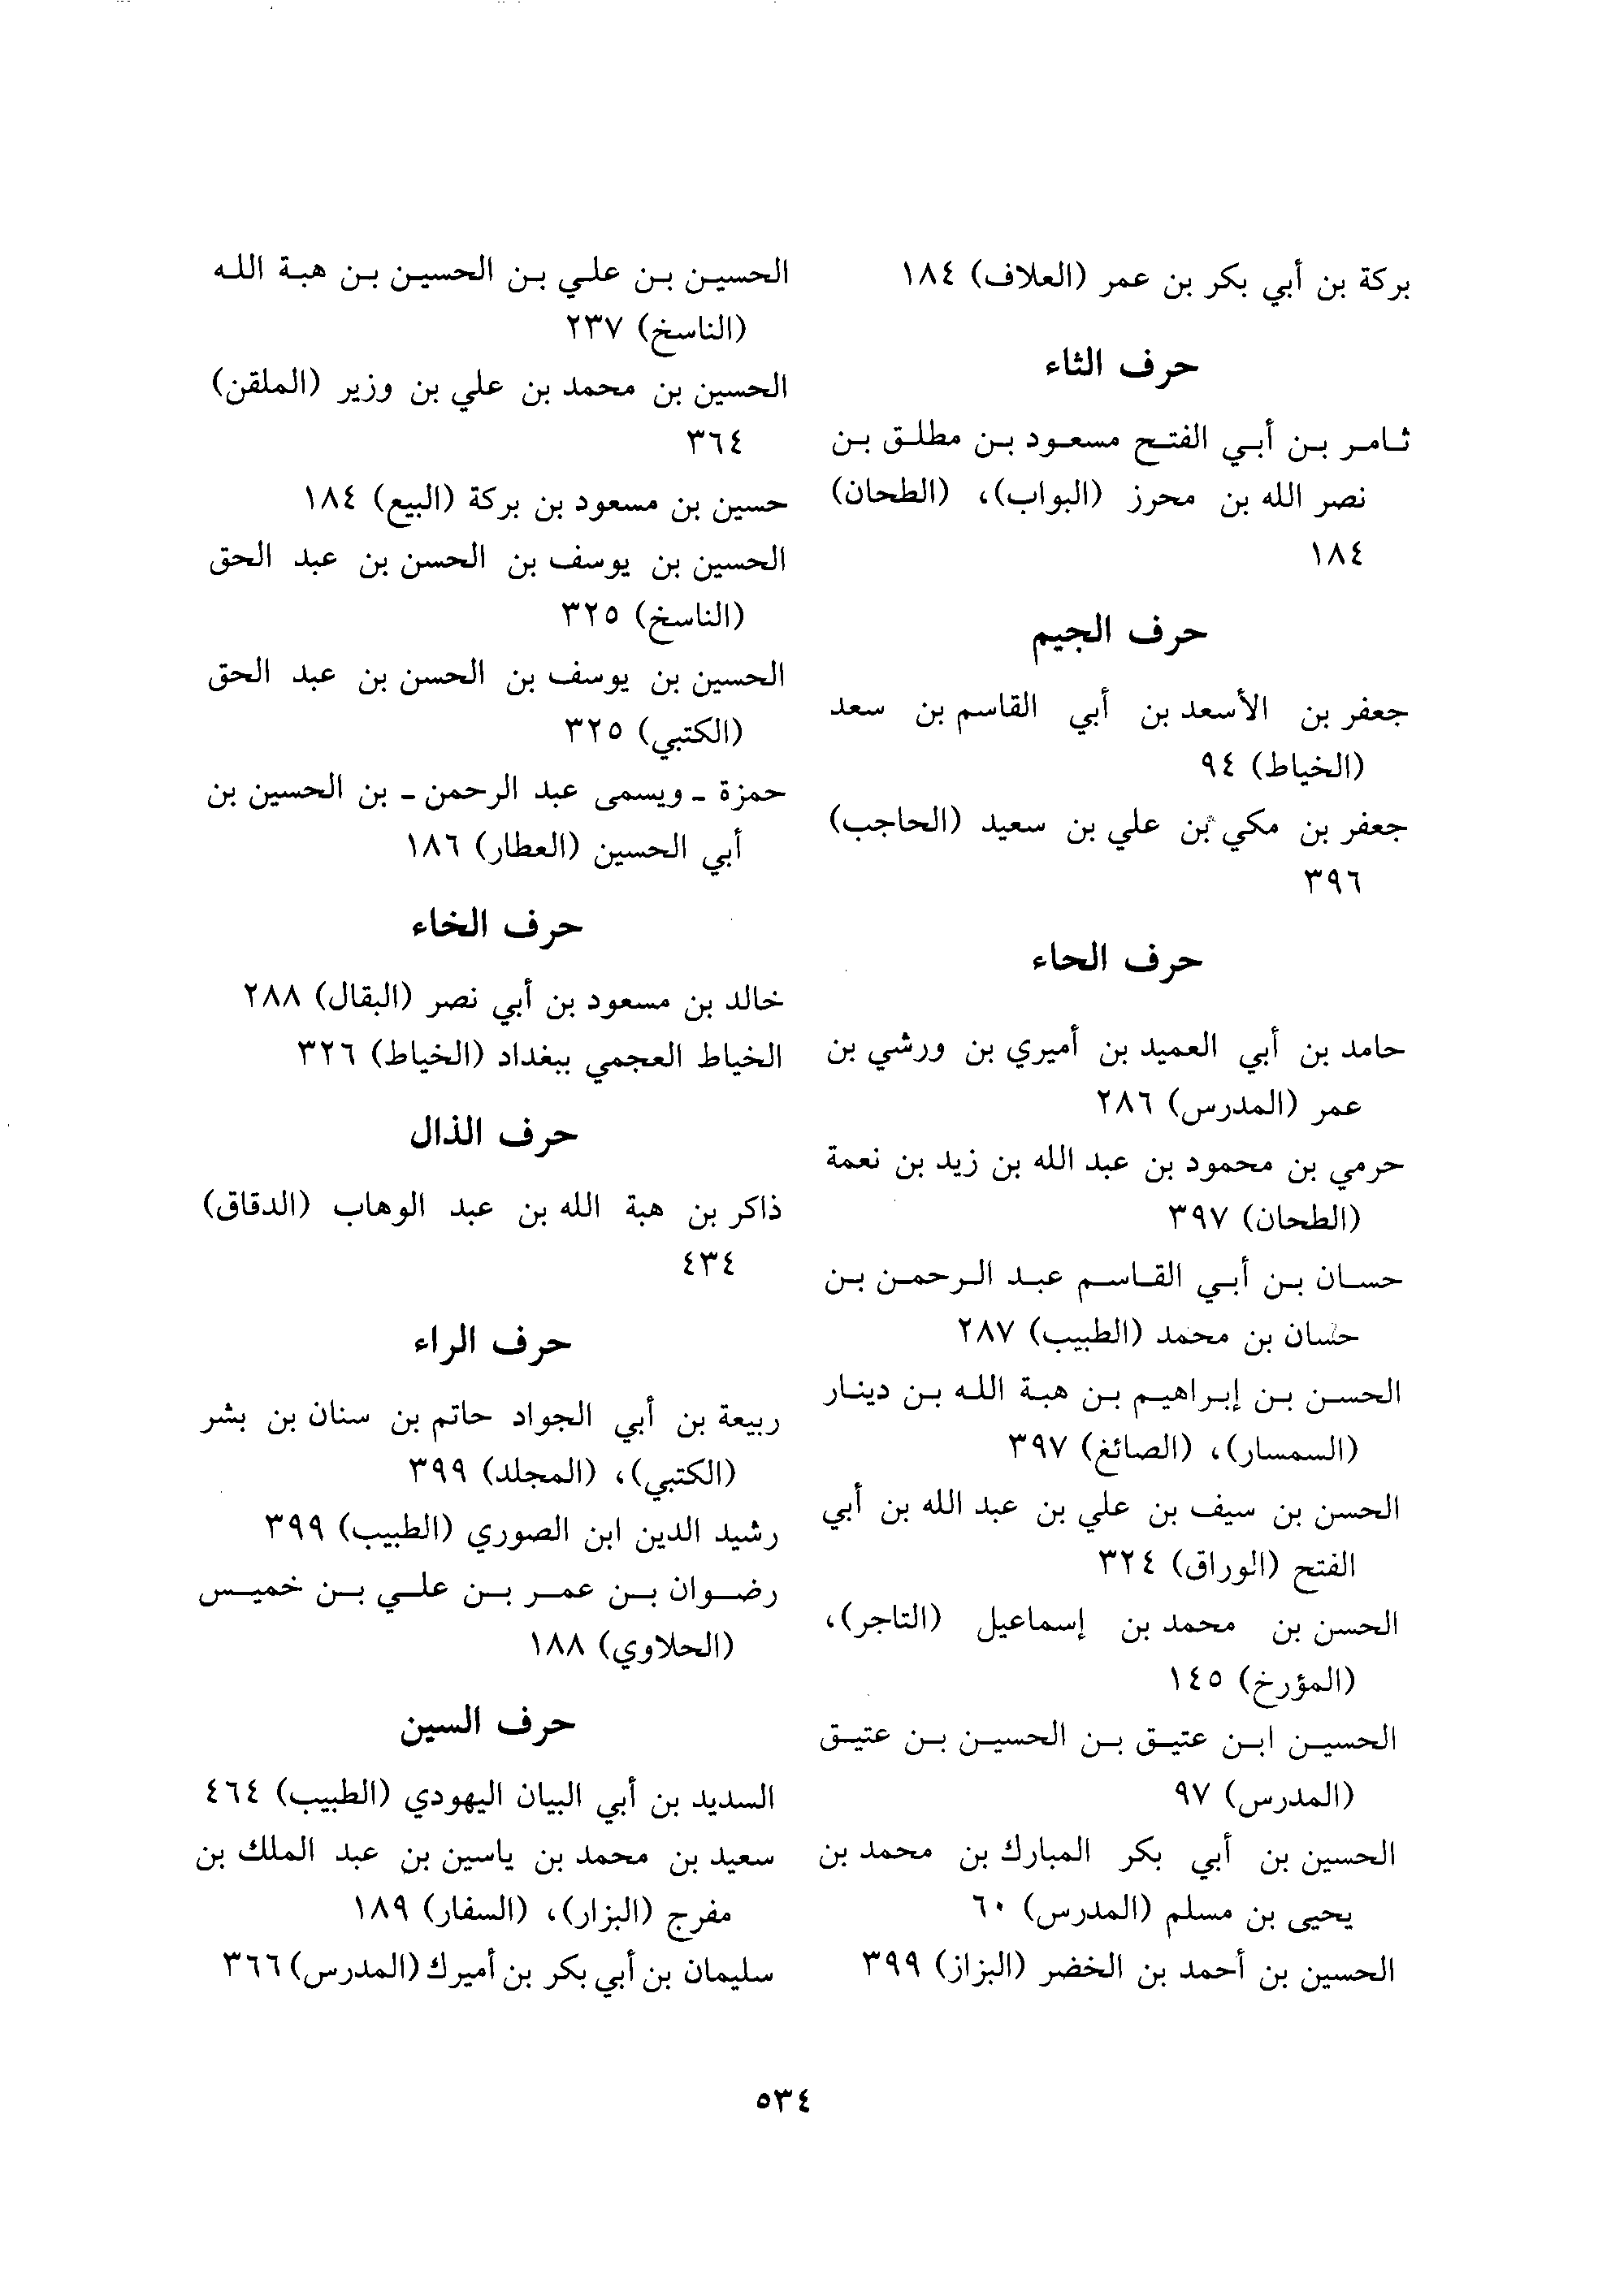 بركة بن أبي بكر بن عمر (العلاف) ١٨٤
حرف الثاء
ثامر بن أبي الفتح مسعود بن مطلق بن
نصر الله بن محرز (البواب)، (الطحان)
١٨٤
حرف الجيم
جعفر بن الأسعد بن أبي القاسم بن سعد
(الخياط) ٩٤
جعفر بن مكي بن علي بن سعيد (الحاجب)
٣٩٦
حرف الحاء
حامد بن أبي العميد بن أميري بن ورشي بن
عمر (المدرس) ٢٨٦
حرمي بن محمود بن عبد الله بن زيد بن نعمة
(الطحان) ٣٩٧
حسان بن أبي القاسم عبد الرحمن بن
حسان بن محمد (الطبيب) ٢٨٧
الحسن بن إبراهيم بن هبة الله بن دينار
(السمسار)، (الصائغ) ٣٩٧
الحسن بن سيف بن علي بن عبد الله بن أبي
الفتح (الوراق) ٣٢٤
الحسن بن محمد بن إسماعيل (التاجر)،
(المؤرخ) ١٤٥
الحسين ابن عتيق بن الحسين بن عتيق
(المدرس) ٩٧
الحسين بن أبي بكر المبارك بن محمد بن
يحيى بن مسلم (المدرس) ٦٠
الحسين بن أحمد بن الخضر (البزاز) ٣٩٩
الحسين بن علي بن الحسين بن هبة الله
(الناسخ) ٢٣٧
الحسين بن محمد بن علي بن وزير (الملقن)
٣٦٤
حسين بن مسعود بن بركة (البيع) ١٨٤
الحسين بن يوسف بن الحسن بن عبد الحق
(الناسخ) ٣٢٥
الحسين بن يوسف بن الحسن بن عبد الحق
(الكتبي) ٣٢٥
حمزة ـ ويسمى عبد الرحمن ـ بن الحسين بن
أبي الحسين (العطار) ١٨٦
حرف الخاء
خالد بن مسعود بن أبي نصر (البقال) ٢٨٨
الخياط العجمي ببغداد (الخياط) ٣٢٦
حرف الذال
ذاكر بن هبة الله بن عبد الوهاب (الدقاق)
٤٣٤
حرف الراء
ربيعة بن أبي الجواد حاتم بن سنان بن بشر
(الكتبي)، (المجلد) ٣٩٩
رشيد الدين ابن الصوري (الطبيب) ٣٩٩
رضوان بن عمر بن علي بن خميس
(الحلاوي) ١٨٨
حرف السين
السديد بن أبي البيان اليهودي (الطبيب) ٤٦٤
سعيد بن محمد بن ياسين بن عبد الملك بن
مفرج (البزار)، (السفار) ١٨٩
سليمان بن أبي بكر بن أميرك (المدرس) ٣٦٦
٥٣٤